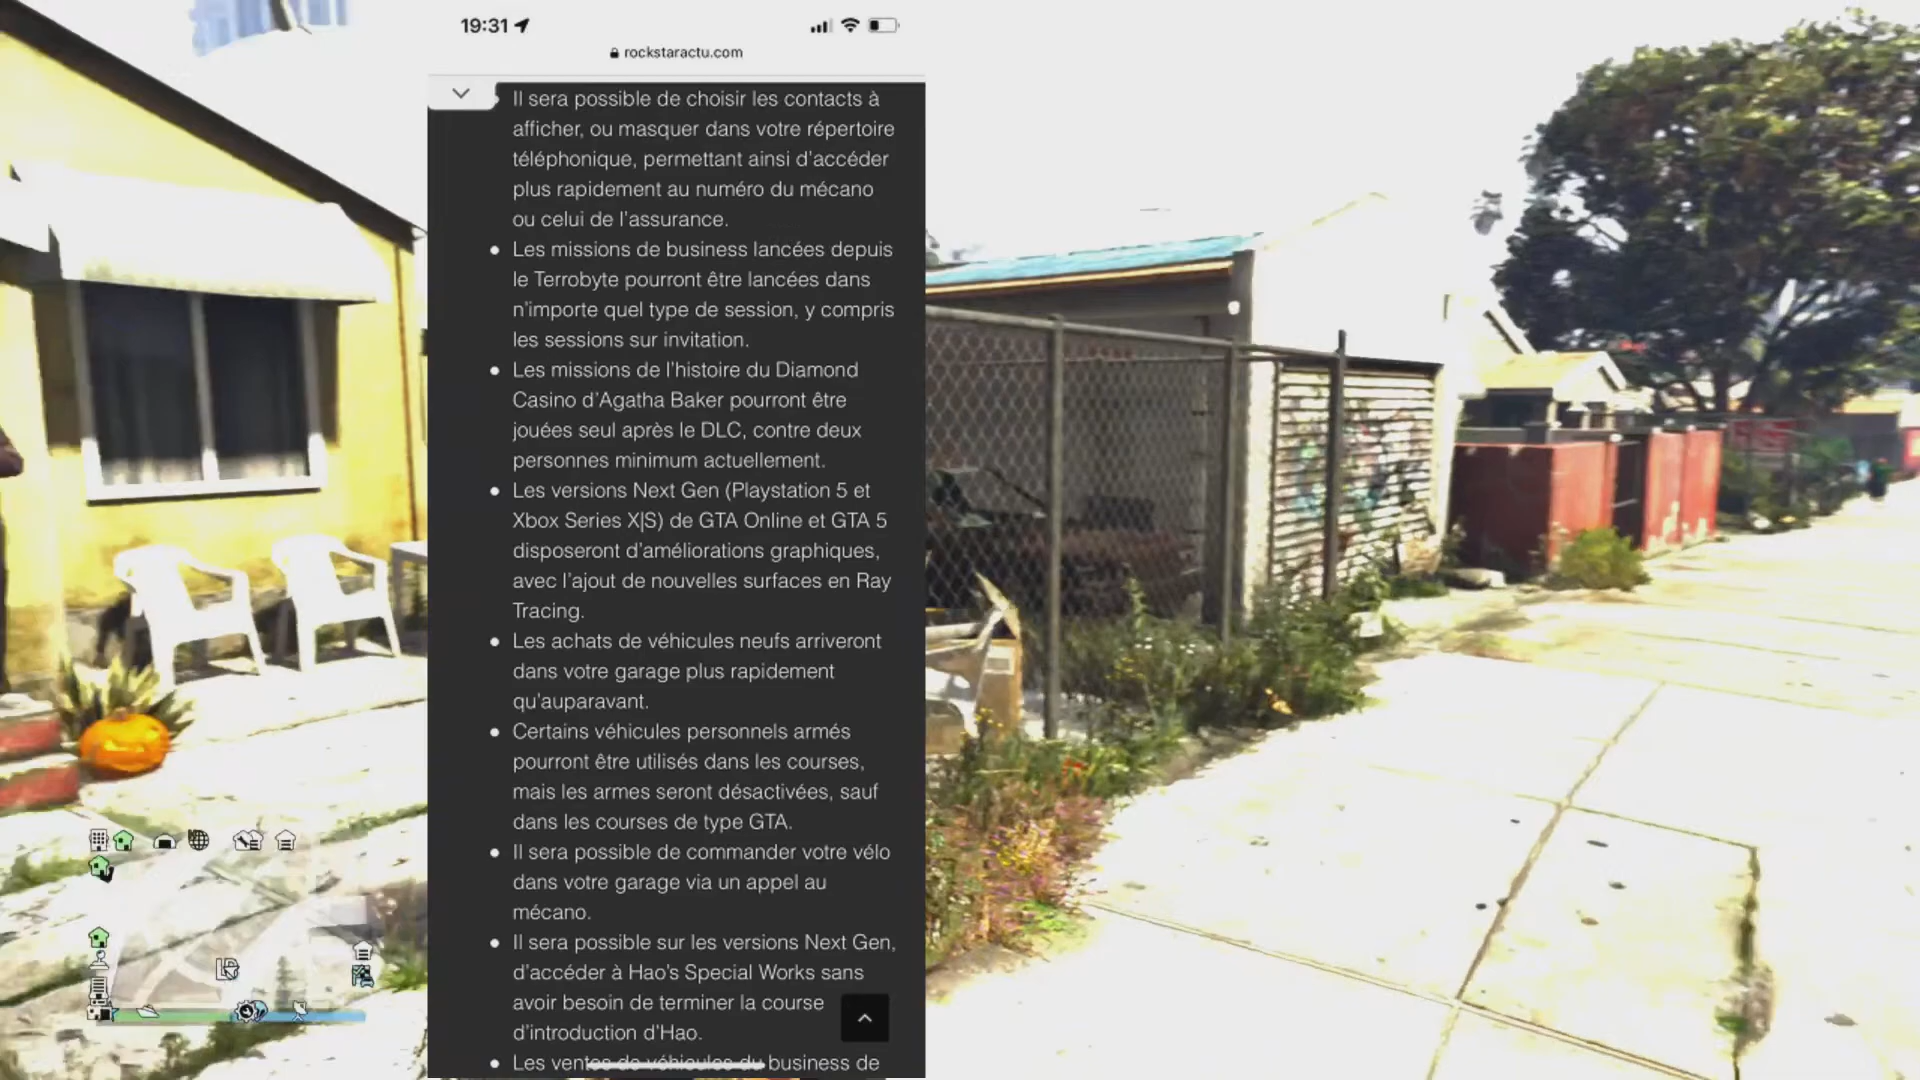 19:31
rockstaractu.com
Il sera possible de choisir les contacts à
afficher, ou masquer dans votre répertoire
téléphonique, permettant ainsi d'accéder
plus rapidement au numéro du mécano
ou celui de l'assurance.
Les missions de business lancées depuis
le Terrobyte pourront être lancées dans
n'importe quel type de session, y compris
les sessions sur invitation.
Les missions de l'histoire du Diamond
Casino d'Agatha Baker pourront être
jouées seul après le DLC, contre deux
personnes minimum actuellement.
Les versions Next Gen (Playstation 5 et
Xbox Series X|S) de GTA Online et GTA 5
disposeront d'améliorations graphiques,
avec l'ajout de nouvelles surfaces en Ray
Tracing.
Les achats de véhicules neufs arriveront
dans votre garage plus rapidement
qu'auparavant.
Certains véhicules personnels armés
pourront être utilisés dans les courses,
mais les armes seront désactivées, sauf
dans les courses de type GTA.
Il sera possible de commander votre vélo
dans votre garage via un appel au
mécano.
Il sera possible sur les versions Next Gen,
d'accéder à Hao's Special Works sans
avoir besoin de terminer la course
d'introduction d'Hao.
Les ventes de véhicules du business de